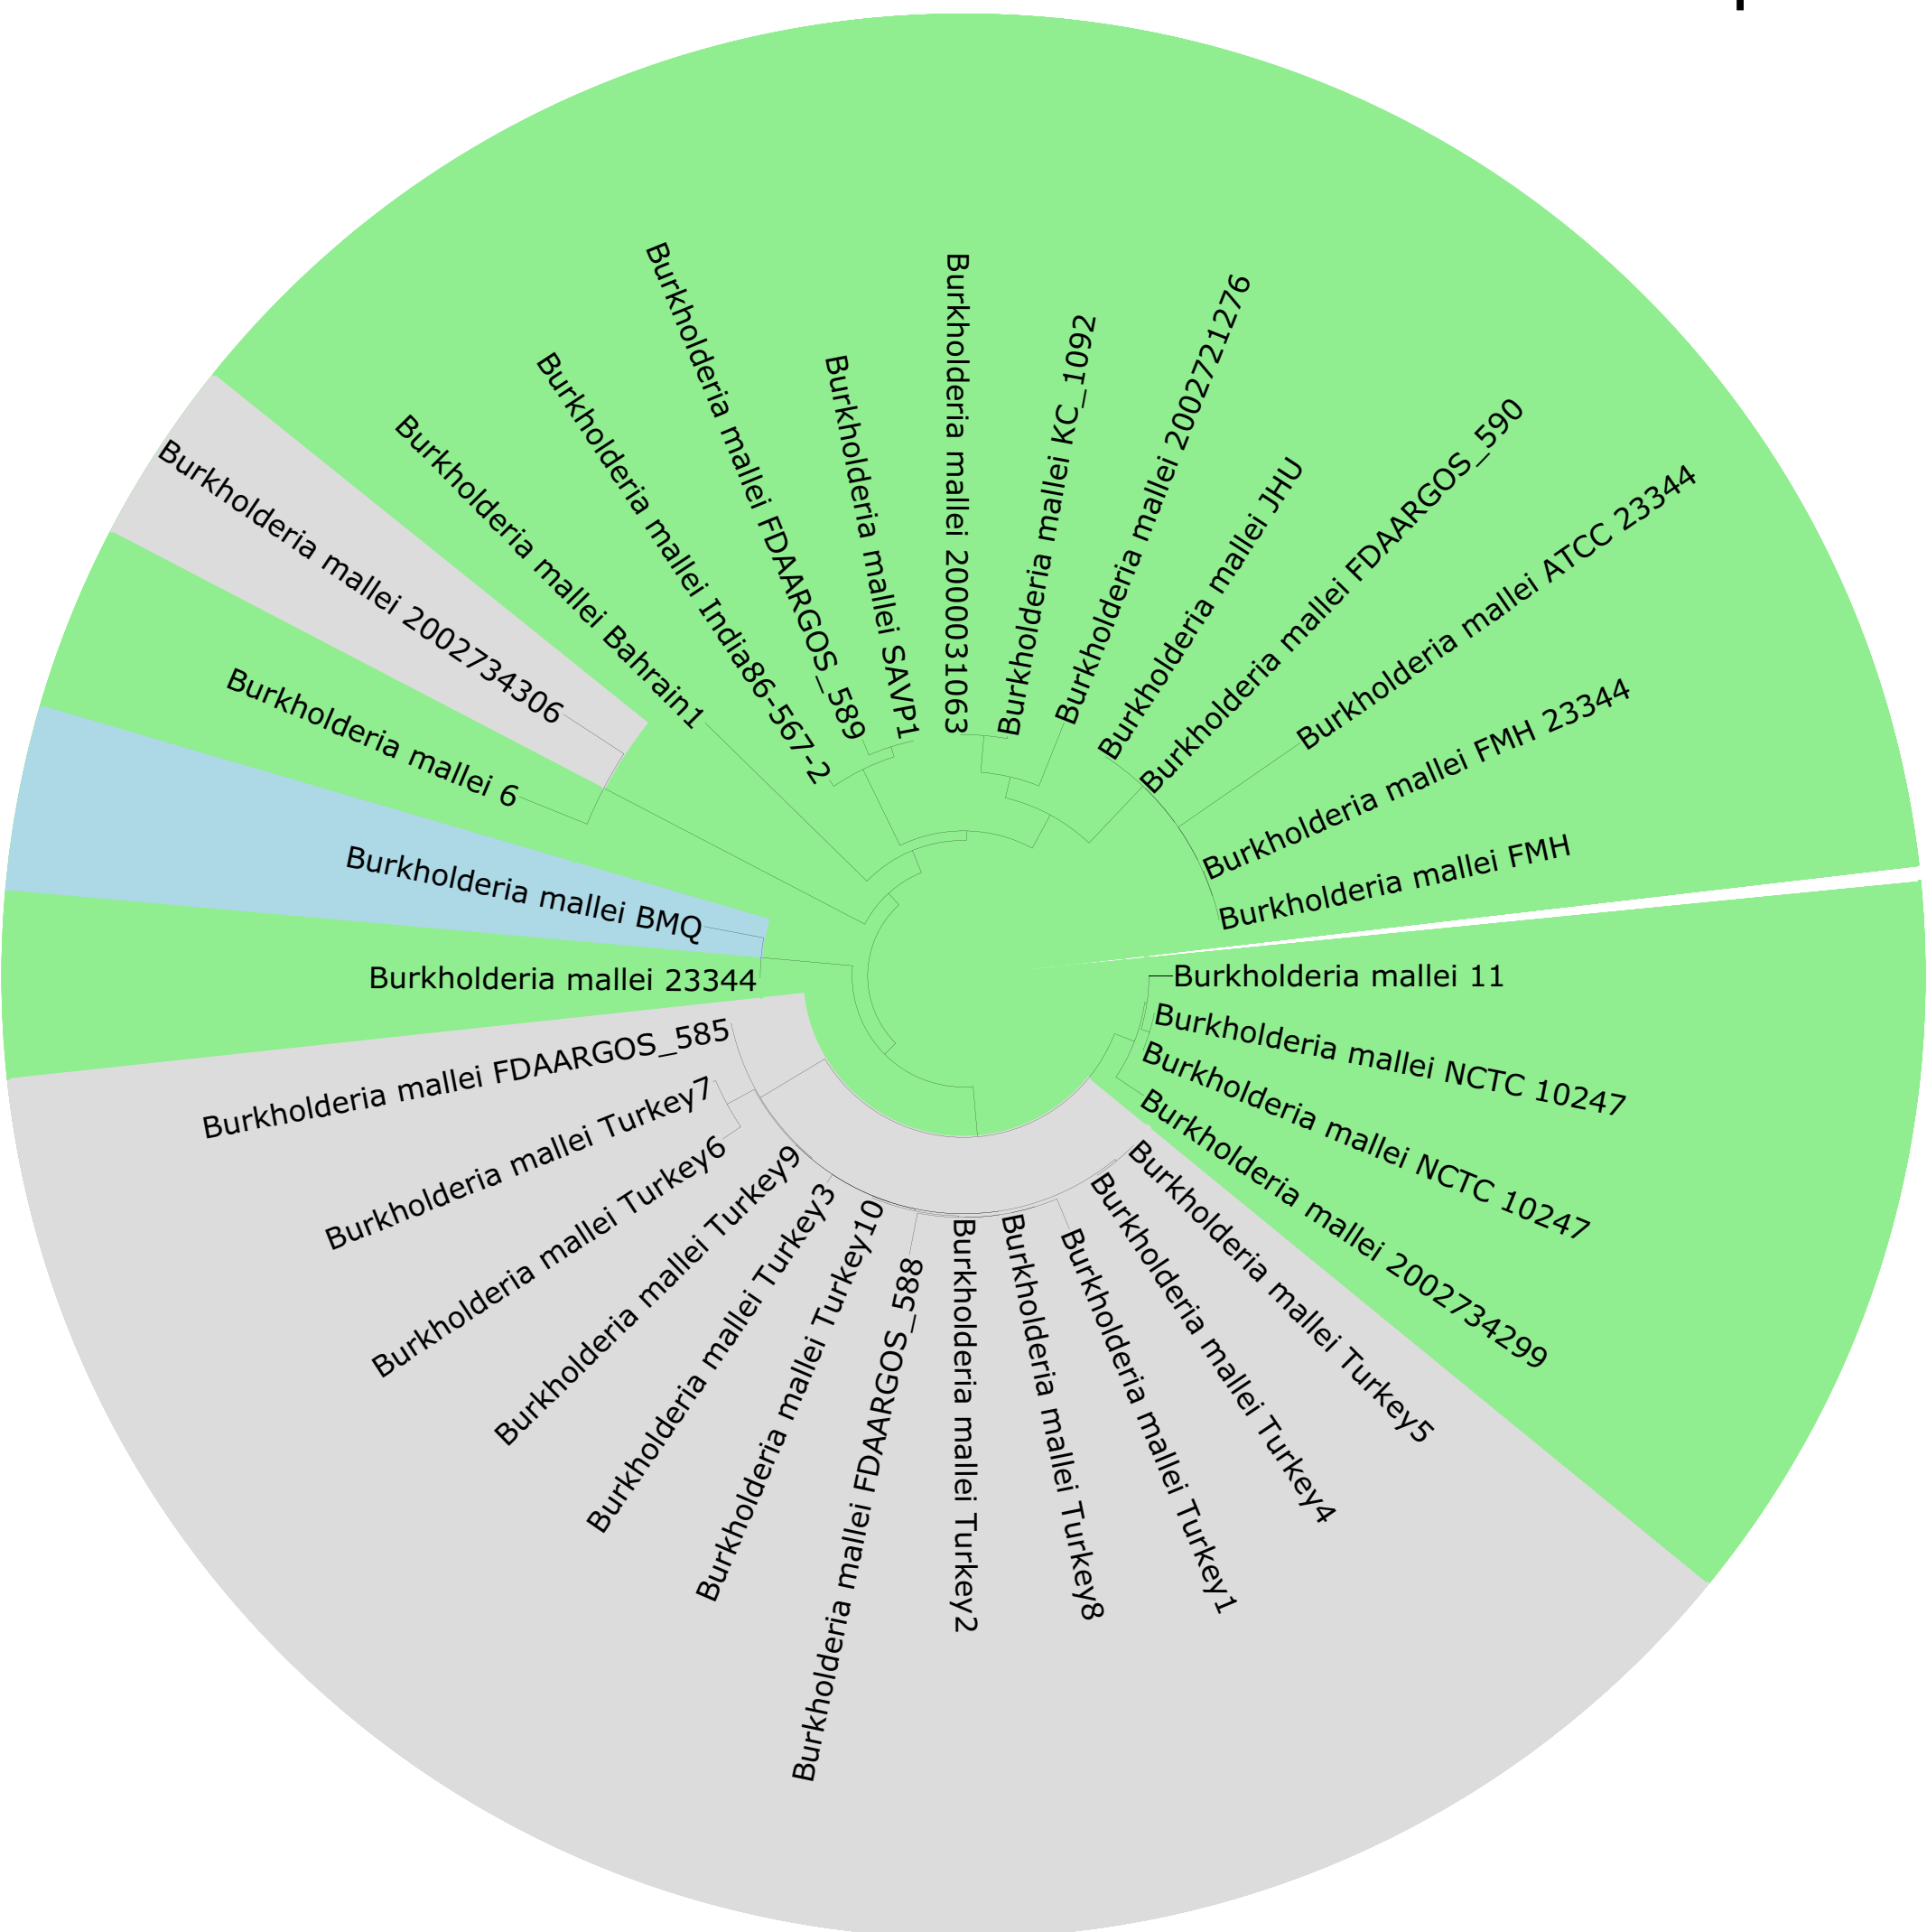 Burkholderia mallei 2000031063
Burkholderia mallei KC_1092
Burkholderia mallei 2002721276
Burkholderia mallei JHU
Burkholderia mallei FDAARGOS_590
Burkholderia mallei ATCC 23344
Burkholderia mallei FMH 23344
Burkholderia mallei FMH
Burkholderia mallei 11
Burkholderia mallei NCTC 10247
Burkholderia mallei NCTC 10247
Burkholderia mallei 2002734299
Burkholderia mallei Turkey5
Burkholderia mallei Turkey4
Burkholderia mallei Turkey1
Burkholderia mallei Turkey8
Burkholderia mallei Turkey2
Burkholderia mallei FDAARGOS_588
Burkholderia mallei Turkey10
Burkholderia mallei Turkey3
Burkholderia mallei Turkey9
Burkholderia mallei Turkey6
Burkholderia mallei Turkey7
Burkholderia mallei FDAARGOS_585
Burkholderia mallei 23344
Burkholderia mallei BMQ
Burkholderia mallei 6
Burkholderia mallei 2002734306
Burkholderia mallei Bahrain1
Burkholderia mallei India86-567-2
Burkholderia mallei FDAARGOS_589
Burkholderia mallei SAVP1